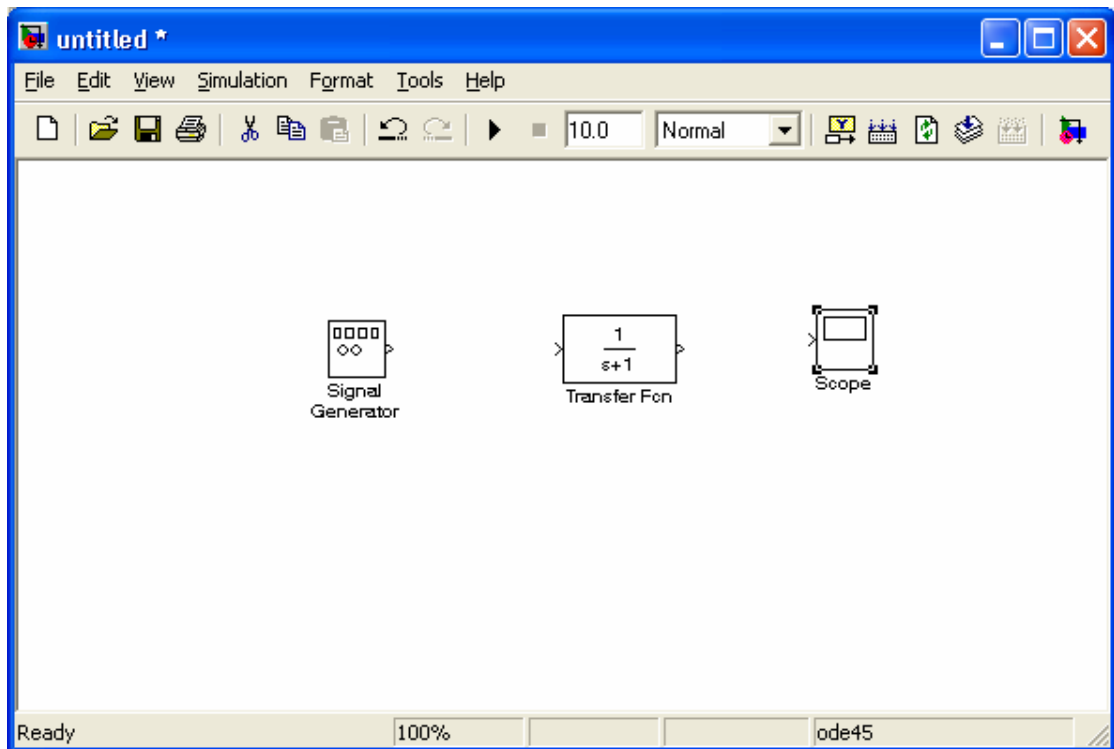 untitled *
File Edit View Simulation Format Tools Help
10.0 Normal
1
s+1
Signal
Generator
Transfer Fcn
Scope
Ready 100% ode45